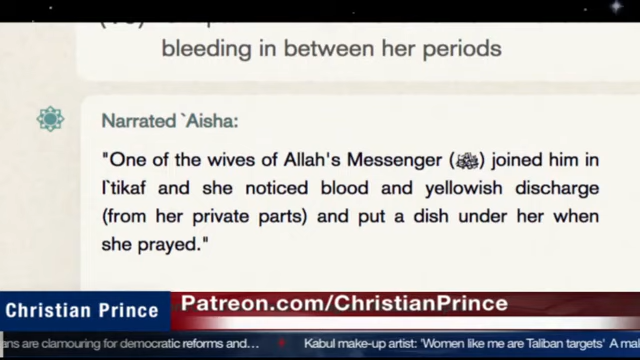 bleeding in between her periods
Narrated `Aisha:
"One of the wives of Allah's Messenger (ﷺ) joined him in
I`tikaf and she noticed blood and yellowish discharge
(from her private parts) and put a dish under her when
she prayed."
Christian Prince
Patreon.com/ChristianPrince
ans are clamouring for democratic reforms and... Kabul make-up artist: 'Women like me are Taliban targets' A mai